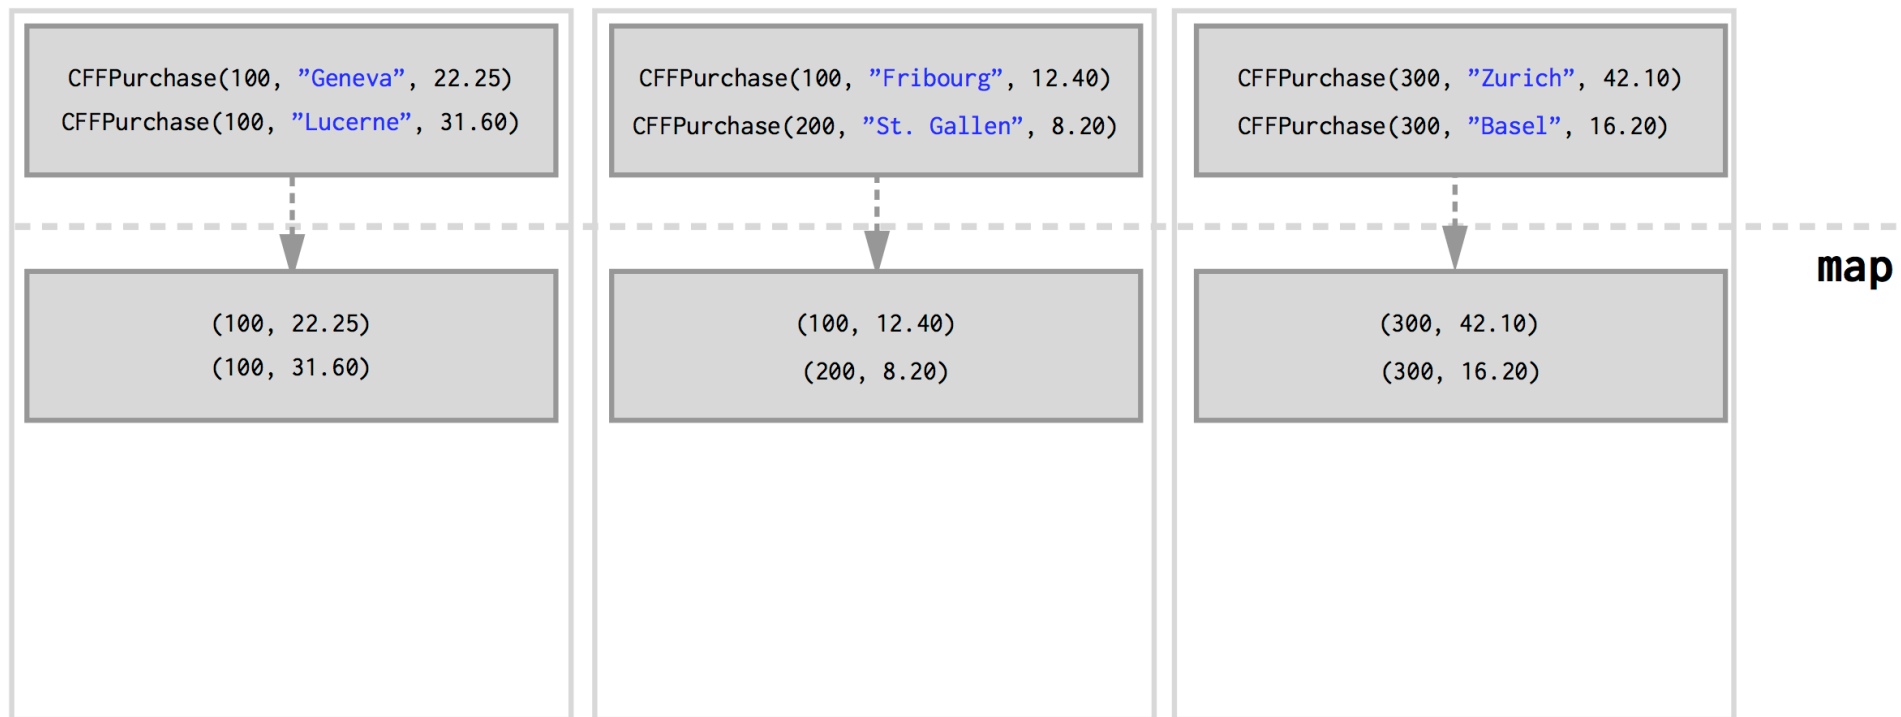 CFFPurchase(100, ”Geneva”, 22.25)
CFFPurchase(100, ”Lucerne”, 31.60)
CFFPurchase(100, ”Fribourg”, 12.40)
CFFPurchase(200, ”St. Gallen”, 8.20)
CFFPurchase(300, ”Zurich”, 42.10)
CFFPurchase(300, ”Basel”, 16.20)
map
(100, 22.25)
(100, 31.60)
(100, 12.40)
(200, 8.20)
(300, 42.10)
(300, 16.20)